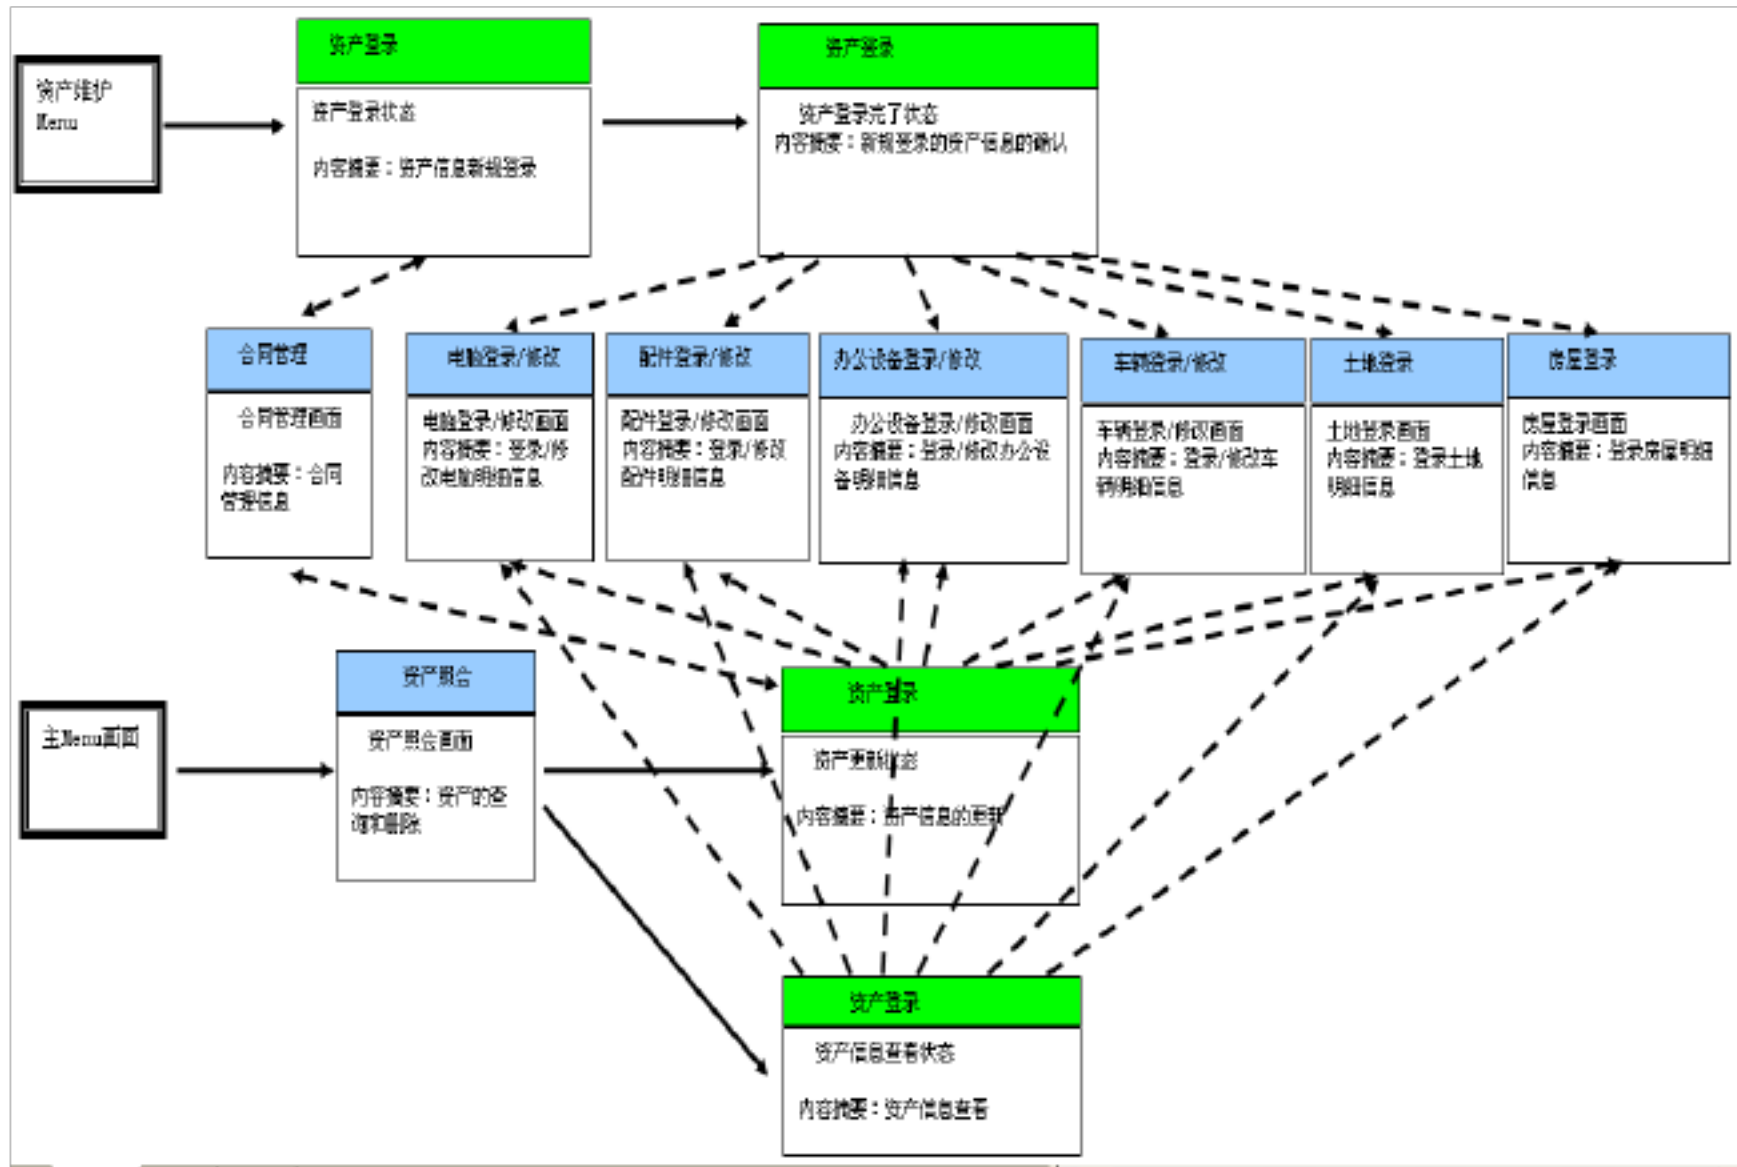 资产登录
资产登录
资产维护
Menu
资产登录状态
内容摘要：资产信息新规登录
资产登录完了状态
内容摘要：新规登录的资产信息的确认
合同管理
合同管理画面
内容摘要：合同
管理信息
电脑登录/修改
电脑登录/修改画面
内容摘要：登录/修
改电脑明细信息
配件登录/修改
配件登录/修改画面
内容摘要：登录/修改
配件明细信息
办公设备登录/修改
办公设备登录/修改画面
内容摘要：登录/修改办公设
备明细信息
车辆登录/修改
车辆登录/修改画面
内容摘要：登录/修改车
辆明细信息
土地登录
土地登录画面
内容摘要：登录土地
明细信息
房屋登录
房屋登录画面
内容摘要：登录房屋明细
信息
主Menu画面
资产照会
资产照会画面
内容摘要：资产的查
询和删除
资产登录
资产更新状态
内容摘要：资产信息的更新
资产登录
资产信息查看状态
内容摘要：资产信息查看